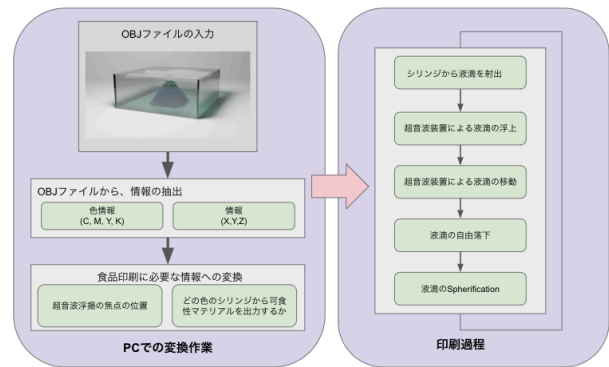 OBJファイルの入力
OBJファイルから、情報の抽出
色情報
(C, M, Y, K)
情報
(X,Y,Z)
食品印刷に必要な情報への変換
超音波浮揚の焦点の位置
どの色のシリンジから可食
性マテリアルを出力するか
PCでの変換作業
シリンジから液滴を射出
超音波装置による液滴の浮上
超音波装置による液滴の移動
液滴の自由落下
液滴のSpherification
印刷過程